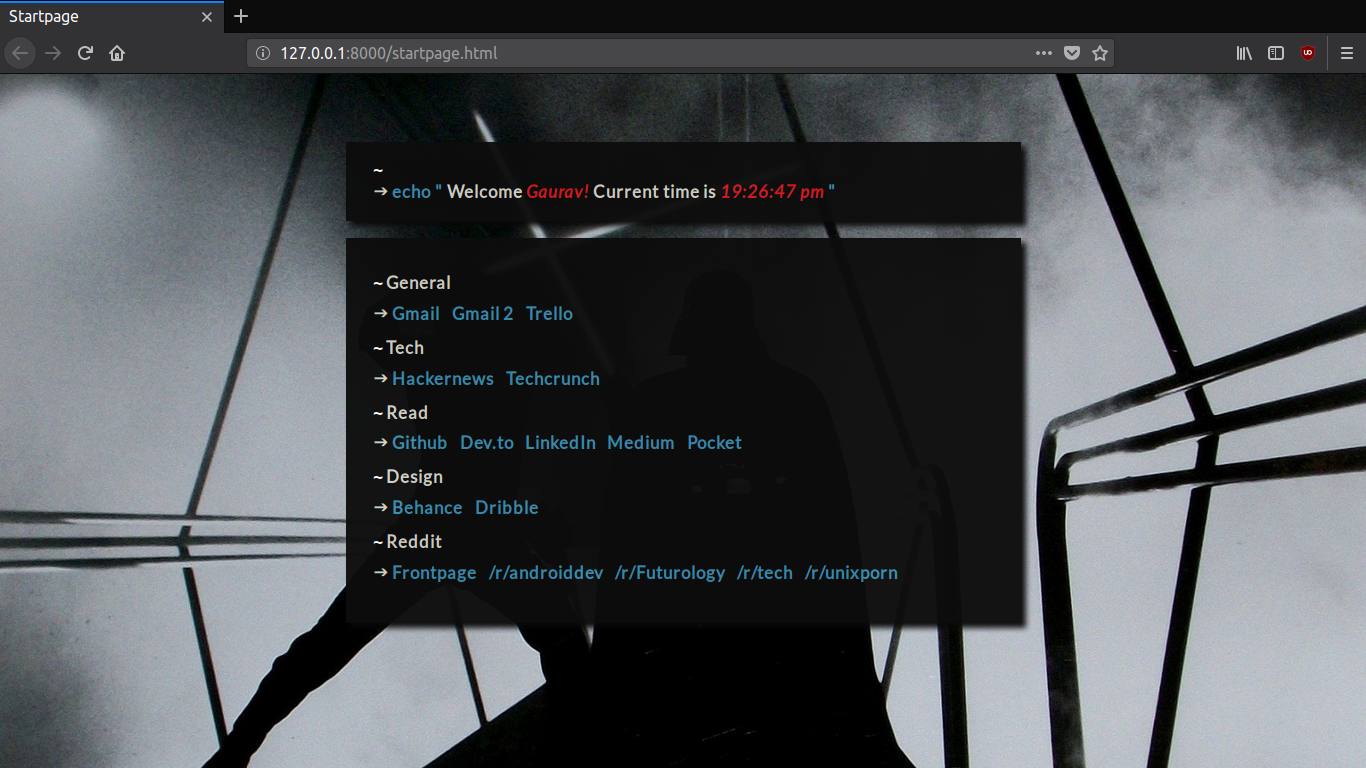 Startpage
127.0.0.1:8000/startpage.html
~
→ echo " Welcome Gaurav! Current time is 19:26:47 pm "
~ General
→ Gmail Gmail 2 Trello
~ Tech
→ Hackernews Techcrunch
~ Read
→ Github Dev.to LinkedIn Medium Pocket
~ Design
→ Behance Dribble
~ Reddit
→ Frontpage /r/androiddev /r/Futurology /r/tech /r/unixporn